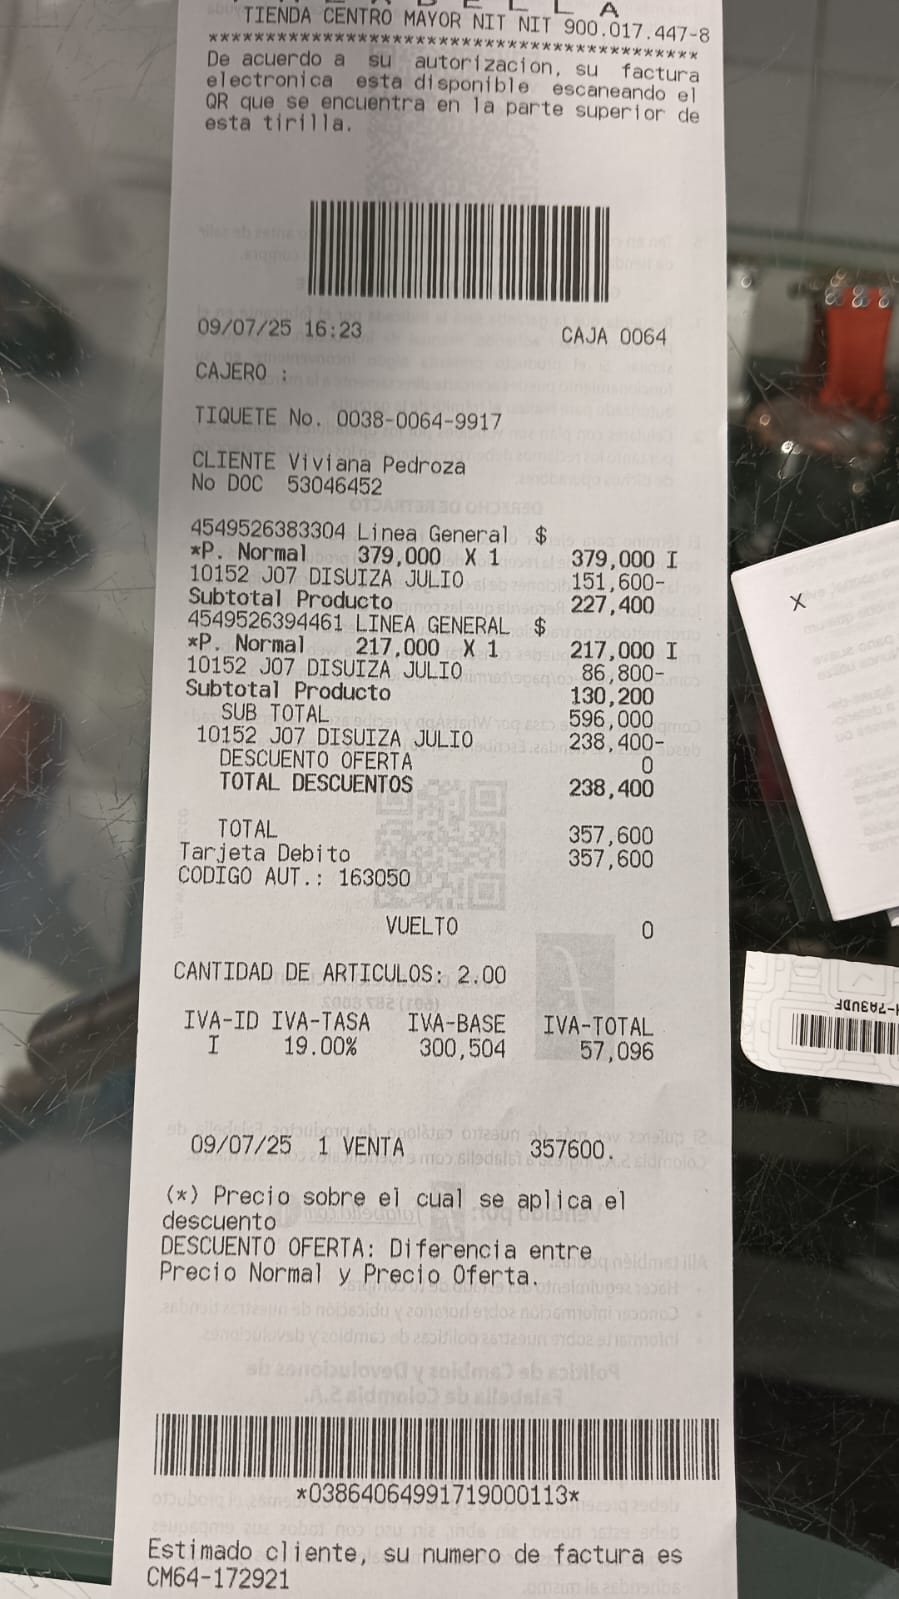 TIENDA CENTRO MAYOR NIT NIT 900.017.447-8
*******************************************
De acuerdo a su autorizacion, su factura
electronica esta disponible escaneando el
QR que se encuentra en la parte superior de
esta tirilla.
09/07/25 16:23 CAJA 0064
CAJERO :
TIQUETE No. 0038-0064-9917
CLIENTE Viviana Pedroza
No DOC 53046452
4549526383304 Linea General $
*P. Normal 379,000 X 1 379,000 I
10152 J07 DISUIZA JULIO 151,600-
Subtotal Producto 227,400
4549526394461 LINEA GENERAL $
*P. Normal 217,000 X 1 217,000 I
10152 J07 DISUIZA JULIO 86,800-
Subtotal Producto 130,200
SUB TOTAL 596,000
10152 J07 DISUIZA JULIO 238,400-
DESCUENTO OFERTA 0
TOTAL DESCUENTOS 238,400
TOTAL 357,600
Tarjeta Debito 357,600
CODIGO AUT.: 163050
VUELTO 0
CANTIDAD DE ARTICULOS: 2.00
IVA-ID IVA-TASA IVA-BASE IVA-TOTAL
I 19.00% 300,504 57,096
09/07/25 1 VENTA 357600.
(*) Precio sobre el cual se aplica el
descuento
DESCUENTO OFERTA: Diferencia entre
Precio Normal y Precio Oferta.
*03864064991719000113*
Estimado cliente, su numero de factura es
CM64-172921
X